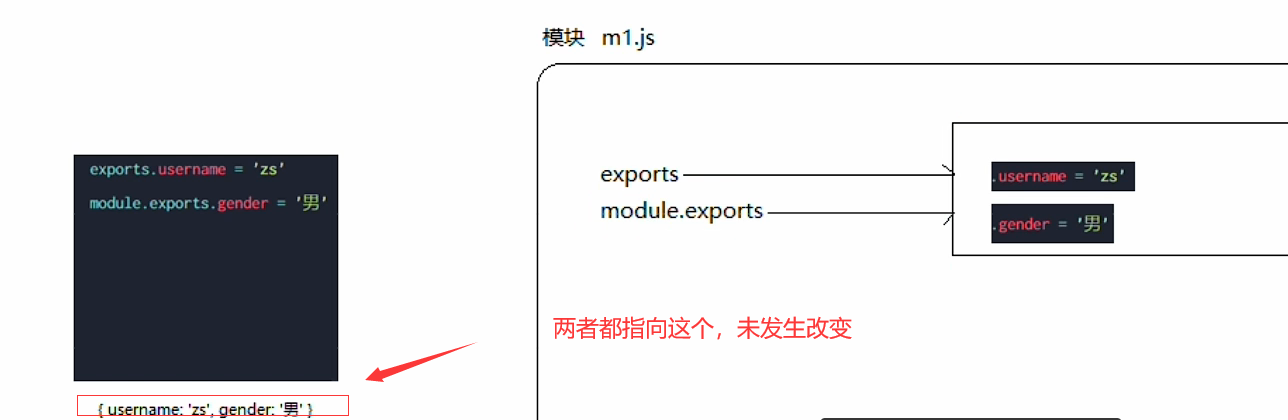 模块 m1.js
exports.username = 'zs'
module.exports.gender = '男'
exports
module.exports
.username = 'zs'
.gender = '男'
两者都指向这个，未发生改变
{ username: 'zs', gender: '男' }